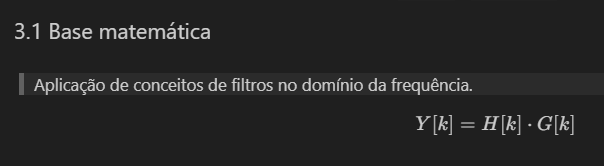 3.1 Base matemática
Aplicação de conceitos de filtros no domínio da frequência.
Y[k] = H[k] · G[k]